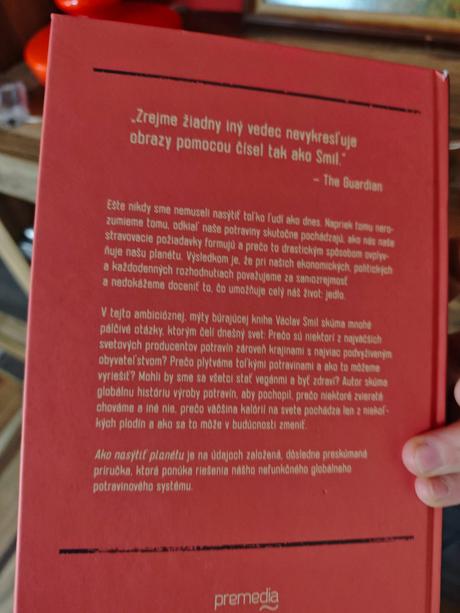 „Zrejme žiadny iný vedec nevykresľuje
obrazy pomocou čísel tak ako Smil.“
– The Guardian
Ešte nikdy sme nemuseli nasýtiť toľko ľudí ako dnes. Napriek tomu nero-
zumieme tomu, odkiaľ naše potraviny skutočne pochádzajú, ako nás naše
stravovacie požiadavky formujú a prečo to drastickým spôsobom ovplyv-
ňuje našu planétu. Výsledkom je, že pri našich ekonomických, politických
a každodenných rozhodnutiach považujeme za samozrejmosť
a nedokážeme doceniť to, čo umožňuje celý náš život: jedlo.
V tejto ambicióznej, mýty búrajúcej knihe Václav Smil skúma mnohé
pálčivé otázky, ktorým čelí dnešný svet: Prečo sú niektorí z najväčších
svetových producentov potravín zároveň krajinami s najviac podvyživeným
obyvateľstvom? Prečo plytváme toľkými potravinami a ako to môžeme
vyriešiť? Mohli by sme sa všetci stať vegánmi a byť zdraví? Autor skúma
globálnu históriu výroby potravín, aby pochopil, prečo niektoré zvieratá
chováme a iné nie, prečo väčšina kalórií na svete pochádza len z niekoľ-
kých plodín a ako sa to môže v budúcnosti zmeniť.
Ako nasýtiť planétu je na údajoch založená, dôsledne preskúmaná
príručka, ktorá ponúka riešenia nášho nefunkčného globálneho
potravinového systému.
premedia